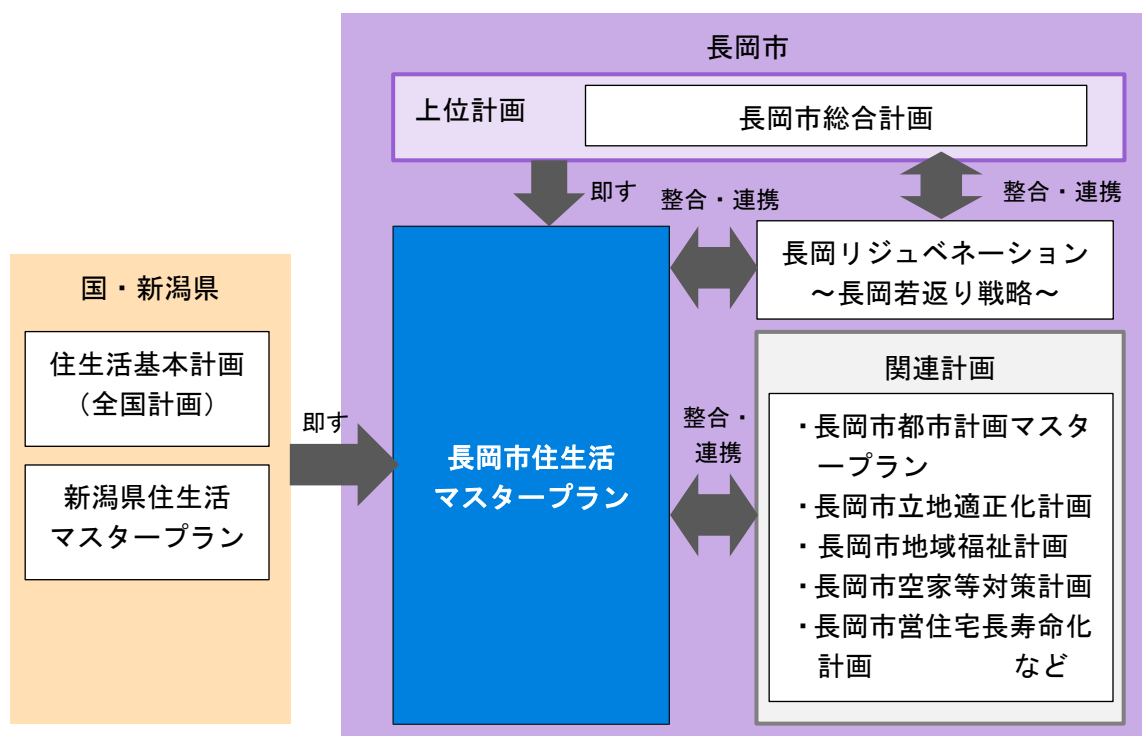 長岡市
上位計画
長岡市総合計画
即す
整合・連携
整合・連携
長岡リジュベネーション
～長岡若返り戦略～
国・新潟県
住生活基本計画
（全国計画）
新潟県住生活
マスタープラン
即す
長岡市住生活
マスタープラン
整合・
連携
関連計画
・長岡市都市計画マスタ
ープラン
・長岡市立地適正化計画
・長岡市地域福祉計画
・長岡市空家等対策計画
・長岡市営住宅長寿命化
計画 など